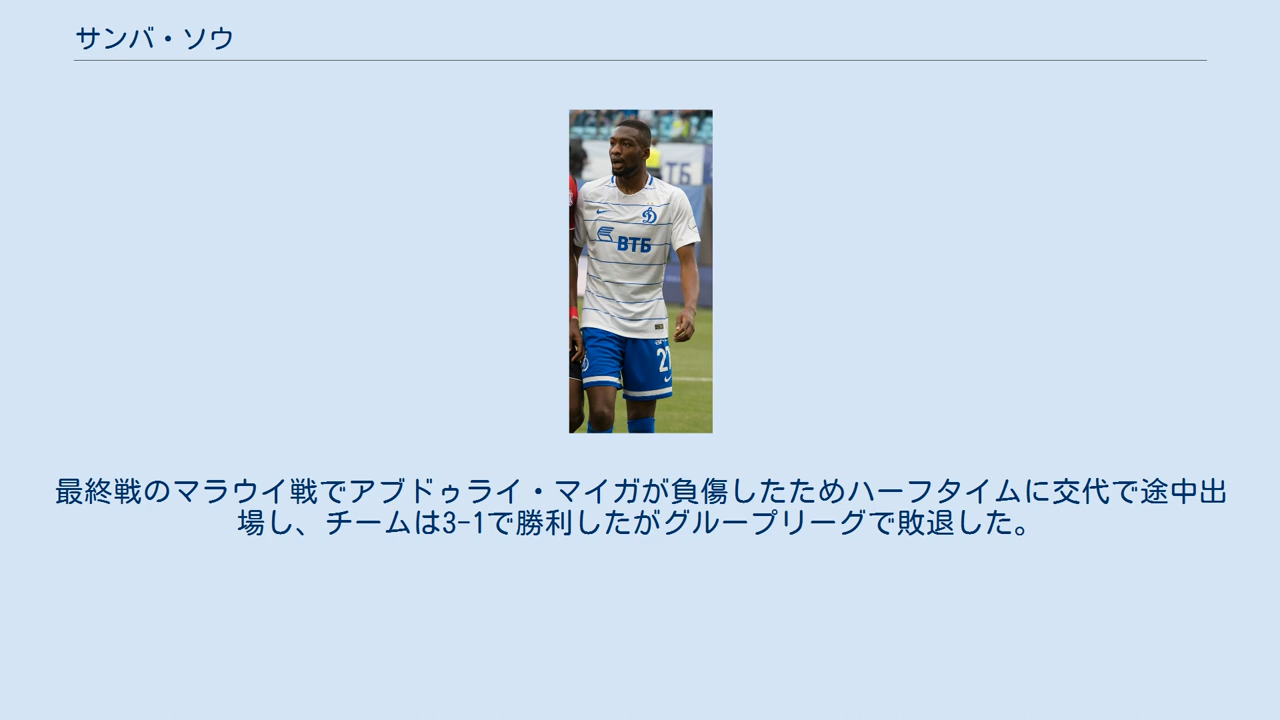 サンバ・ソウ
ТБ
ВТБ
27
最終戦のマラウイ戦でアブドゥライ・マイガが負傷したためハーフタイムに交代で途中出
場し、チームは3-1で勝利したがグループリーグで敗退した。